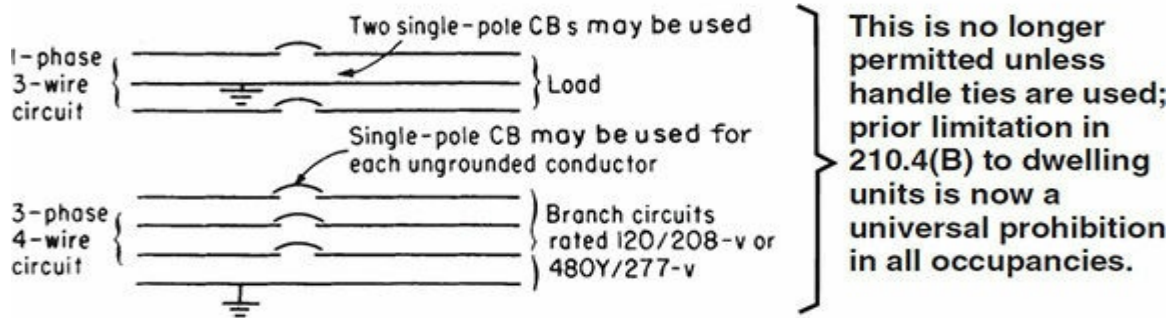 Two single-pole CBs may be used
1-phase
3-wire
circuit
Load
Single-pole CB may be used for
each ungrounded conductor
3-phase
4-wire
circuit
Branch circuits
rated 120/208-v or
480Y/277-v
This is no longer
permitted unless
handle ties are used;
prior limitation in
210.4(B) to dwelling
units is now a
universal prohibition
in all occupancies.